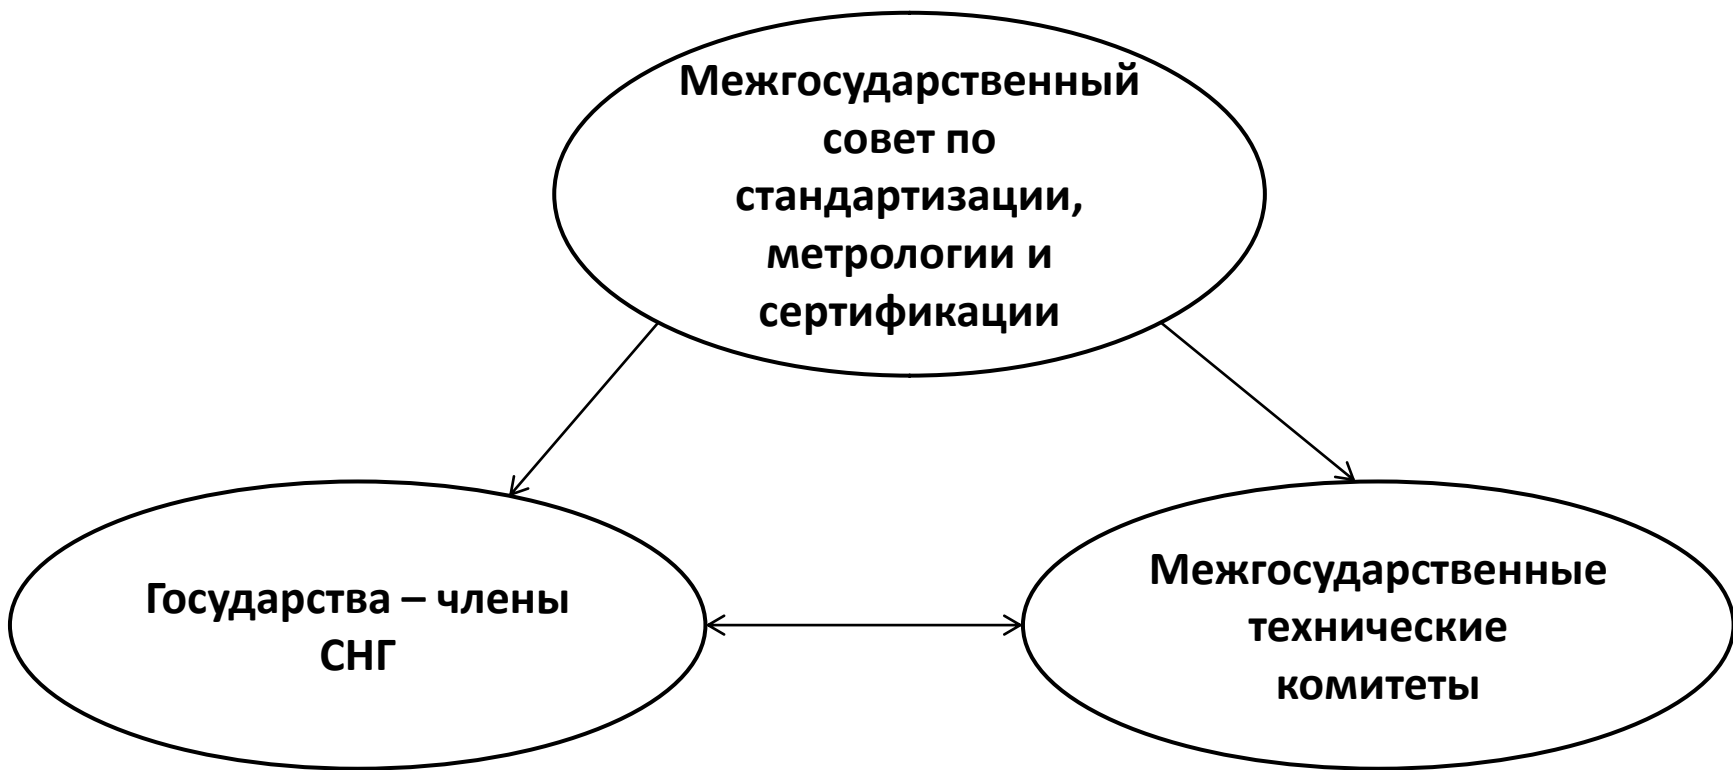 Межгосударственный
совет по
стандартизации,
метрологии и
сертификации
Государства – члены
СНГ
Межгосударственные
технические
комитеты